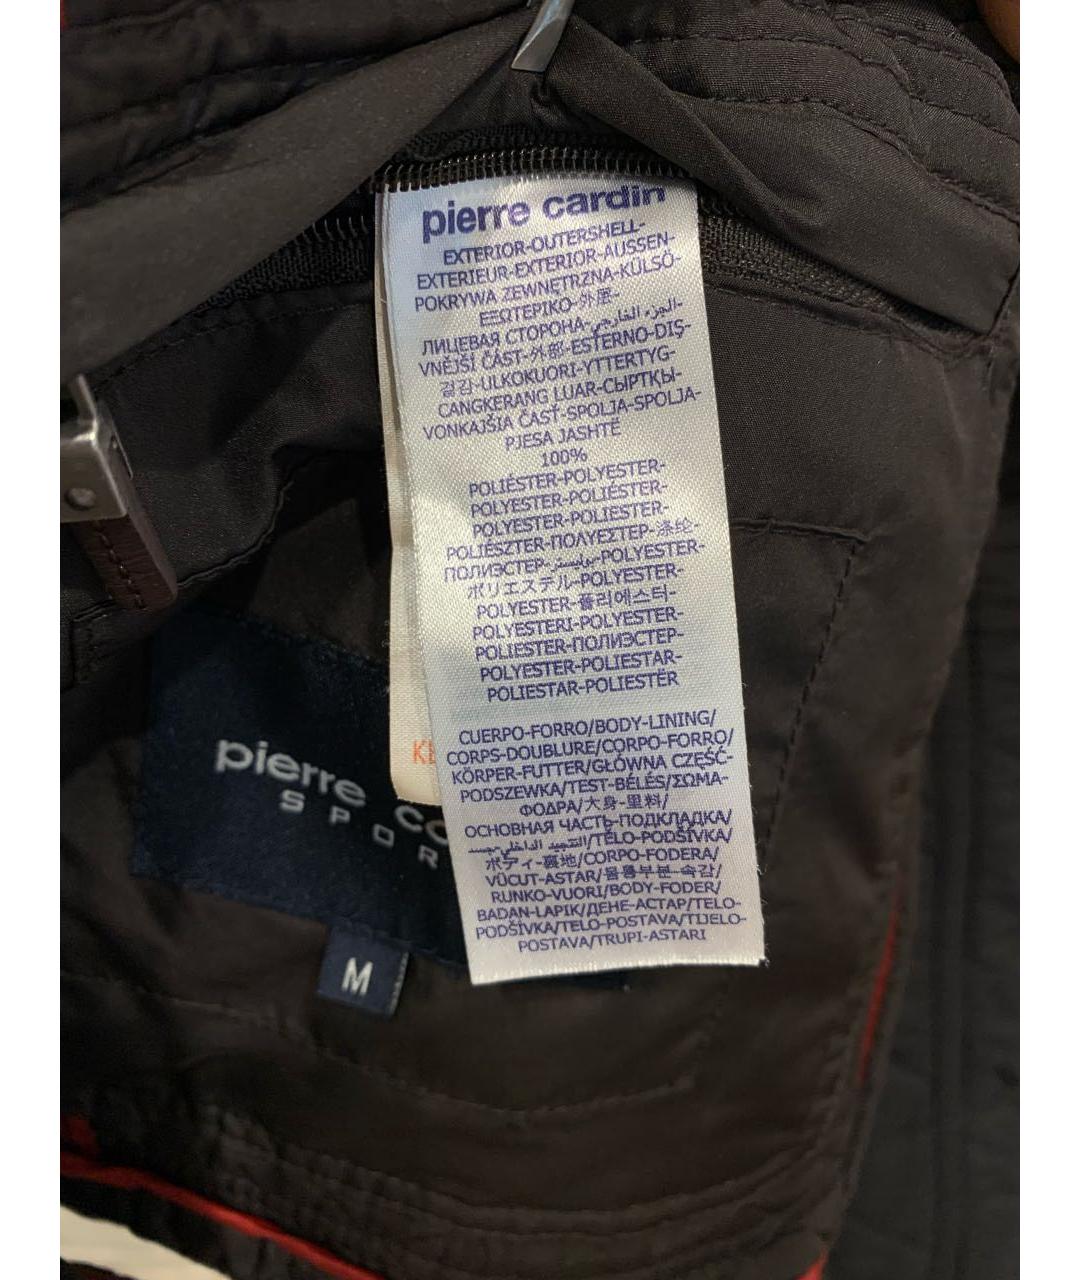 pierre cardin
EXTERIOR-OUTERSHELL-
EXTERIEUR-EXTERIOR-AUSSEN-
POKRYWA ZEWNĘTRZNA-KÜLSÖ-
ΕΞΩΤΕΡΙΚΟ-外层-
ЛИЦЕВАЯ СТОРОНА-الجزء الخارجي-
VNĚJŠÍ ČÁST-外部-ESTERNO-DIŞ-
겉감-ULKOKUORI-YTTERTYG-
CANGKERANG LUAR-СЫРТҚЫ-
VONKAJŠIA ČASŤ-SPOLJA-SPOLJA-
PJESA JASHTË
100%
POLIÉSTER-POLYESTER-
POLYESTER-POLIÉSTER-
POLYESTER-POLIESTER-
POLIÉSZTER-ΠΟΛΥΕΣΤΕΡ-涤纶-
ПОЛИЭСТЕР-بوليستر-POLYESTER-
ポリエステル-POLYESTER-
POLYESTER-폴리에스터-
POLYESTERI-POLYESTER-
POLIESTER-ПОЛИЭСТЕР-
POLYESTER-POLIESTAR-
POLIESTAR-POLIESTËR
CUERPO-FORRO/BODY-LINING/
CORPS-DOUBLURE/CORPO-FORRO/
KÖRPER-FUTTER/GŁÓWNA CZĘŚĆ-
PODSZEWKA/TEST-BÉLÉS/ΣΩΜΑ-
ΦΟΔΡΑ/大身-里料/
ОСНОВНАЯ ЧАСТЬ-ПОДКЛАДКА/
/TĚLO-PODŠÍVKA/
ボディ-裏地/CORPO-FODERA/
VÜCUT-ASTAR/몸통부분-속감/
RUNKO-VUORI/BODY-FODER/
BADAN-LAPIK/ДЕНЕ-АСТАР/TELO-
PODŠÍVKA/TELO-POSTAVA/TIJELO-
POSTAVA/TRUPI-ASTARI
pierre
SPOR
M